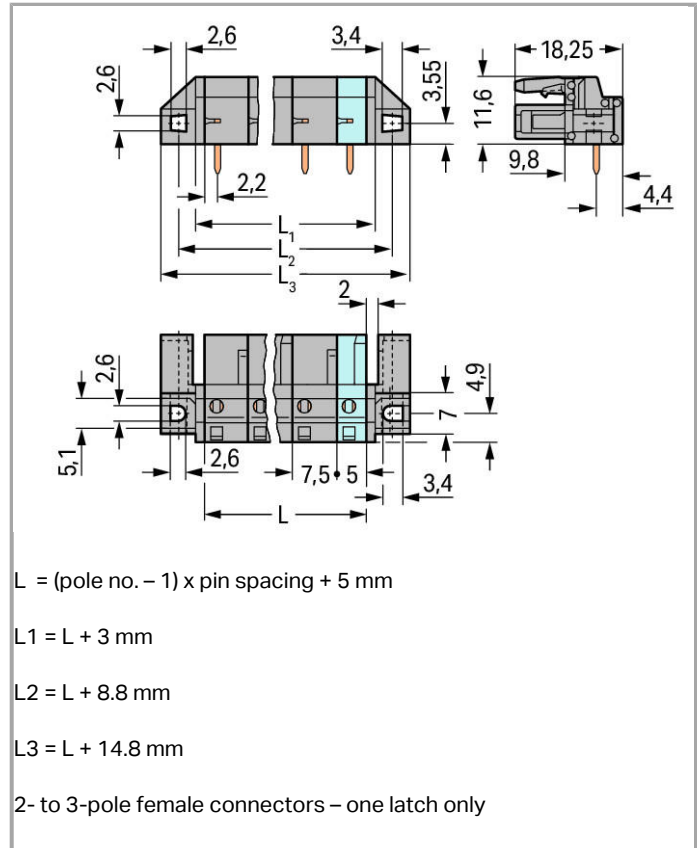 2,6
3,4
2,6
3,55
2,2
L1
L2
L3
18,25
11,6
9,8
4,4
2
2,6
5,1
2,6
7,5 5
L
4,9
7
3,4
L = (pole no. – 1) x pin spacing + 5 mm
L1 = L + 3 mm
L2 = L + 8.8 mm
L3 = L + 14.8 mm
2- to 3-pole female connectors – one latch only